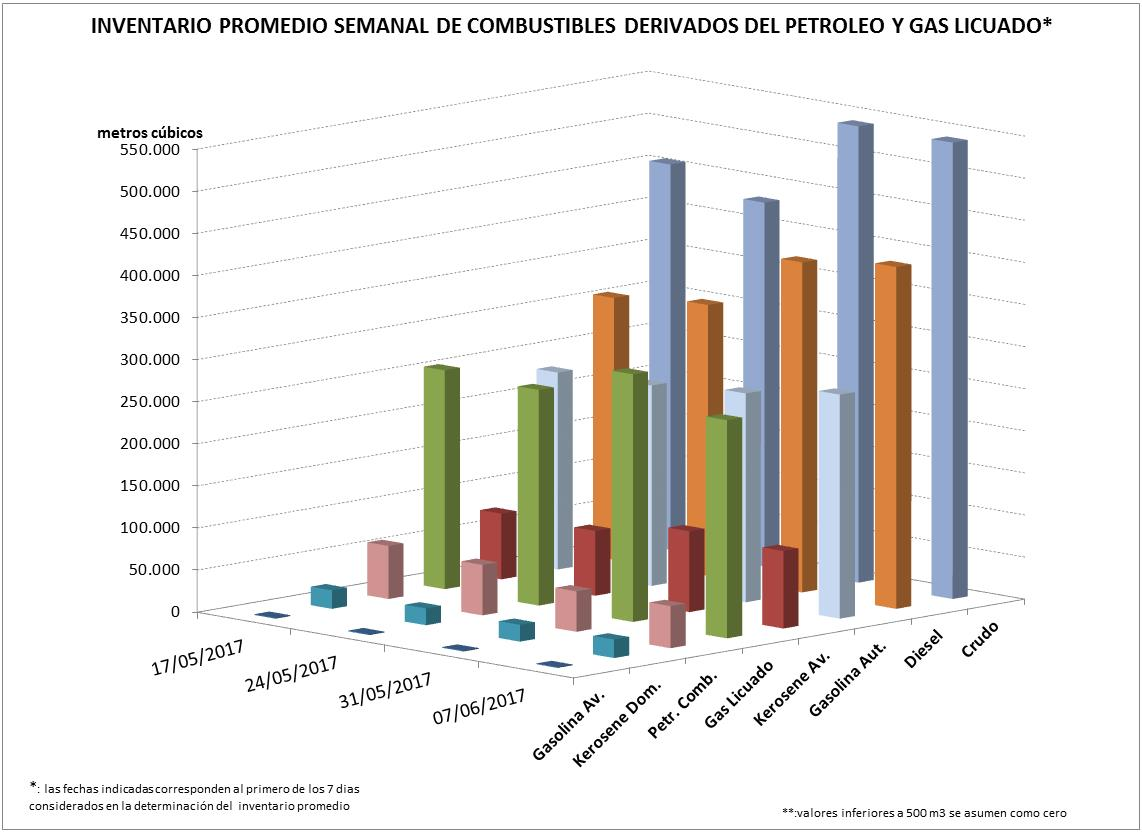 INVENTARIO PROMEDIO SEMANAL DE COMBUSTIBLES DERIVADOS DEL PETROLEO Y GAS LICUADO*
metros cúbicos
550.000
500.000
450.000
400.000
350.000
300.000
250.000
200.000
150.000
100.000
50.000
0
17/05/2017
24/05/2017
31/05/2017
07/06/2017
Gasolina Av.
Kerosene Dom.
Petr. Comb.
Gas Licuado
Kerosene Av.
Gasolina Aut.
Diesel
Crudo
*: las fechas indicadas corresponden al primero de los 7 dias
considerados en la determinación del inventario promedio
**:valores inferiores a 500 m3 se asumen como cero